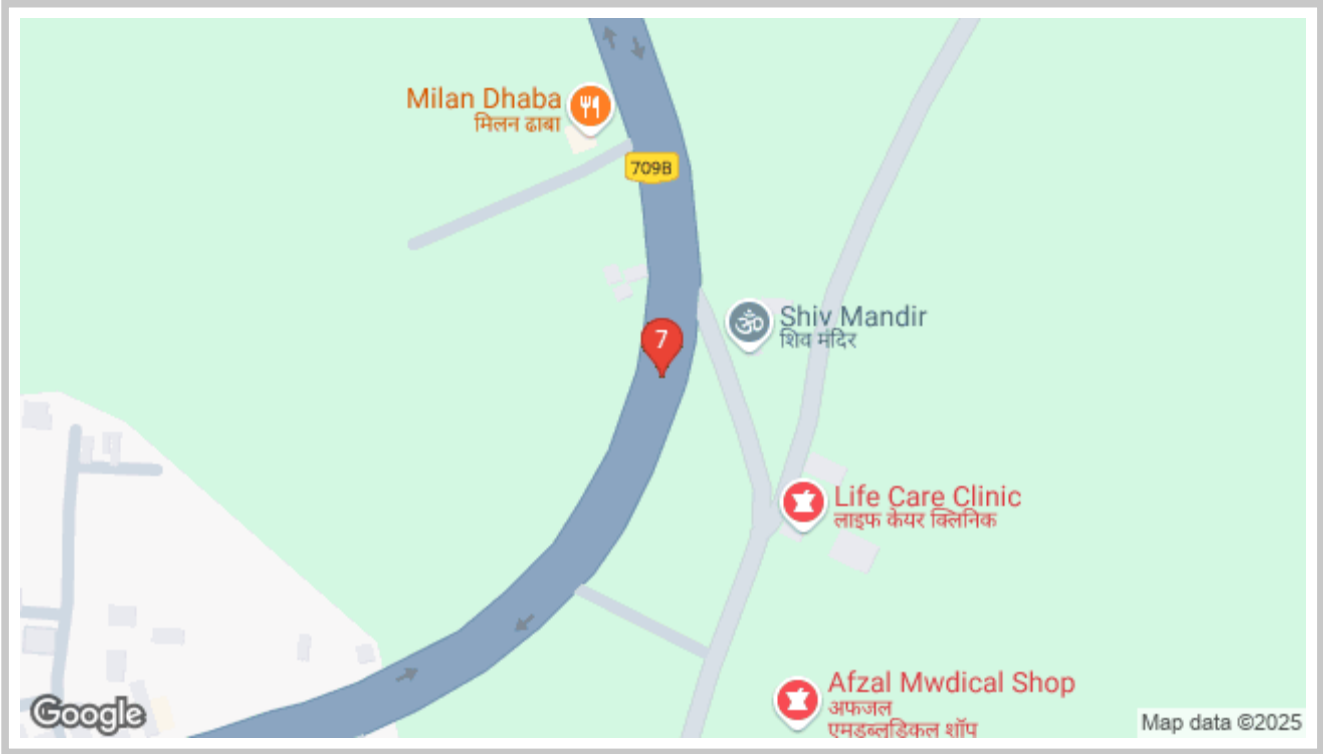 Milan Dhaba
मिलन ढाबा
709B
Shiv Mandir
शिव मंदिर
7
Life Care Clinic
लाइफ केयर क्लिनिक
Afzal Mwdical Shop
अफजल
एमडब्लडिकल शॉप
Google
Map data ©2025